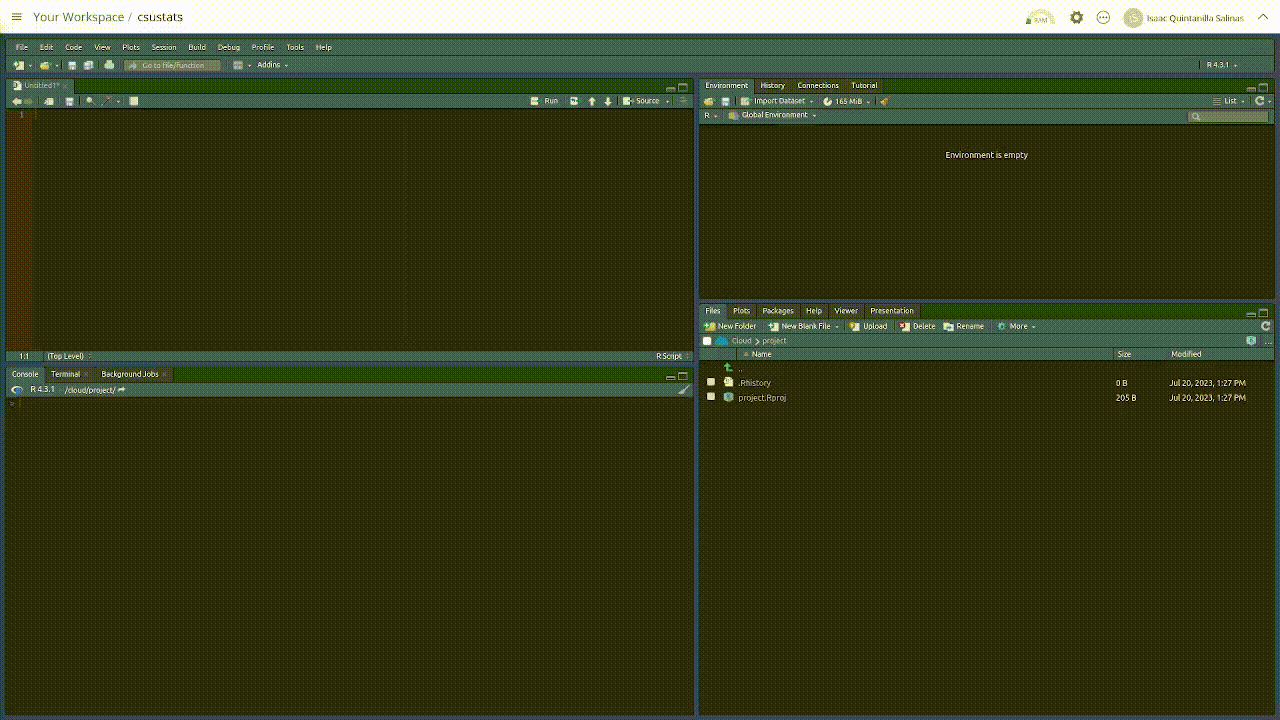 Your Workspace / csustats
RAM
S Isaac Quintanilla Salinas
File Edit Code View Plots Session Build Debug Profile Tools Help
Go to file/function
Addins
R 4.3.1
Untitled1*
Run
Source
1
1:1 (Top Level)
R Script
Console Terminal Background Jobs
R 4.3.1 · /cloud/project/
>
Environment History Connections Tutorial
Import Dataset 165 MiB
List
R Global Environment
Environment is empty
Files Plots Packages Help Viewer Presentation
New Folder New Blank File Upload Delete Rename More
Cloud project
Name Size Modified
..
.Rhistory 0 B Jul 20, 2023, 1:27 PM
project.Rproj 205 B Jul 20, 2023, 1:27 PM